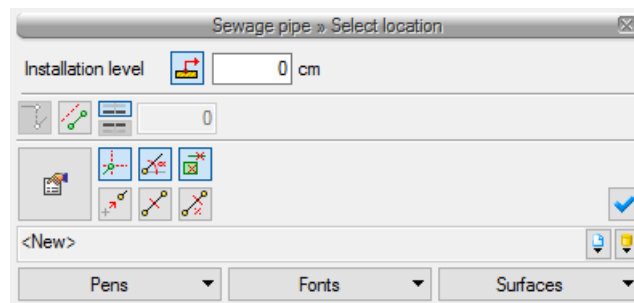 Sewage pipe » Select location
Installation level 0 cm
0
<New>
Pens Fonts Surfaces